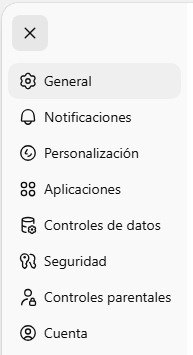 General
Notificaciones
Personalización
Aplicaciones
Controles de datos
Seguridad
Controles parentales
Cuenta